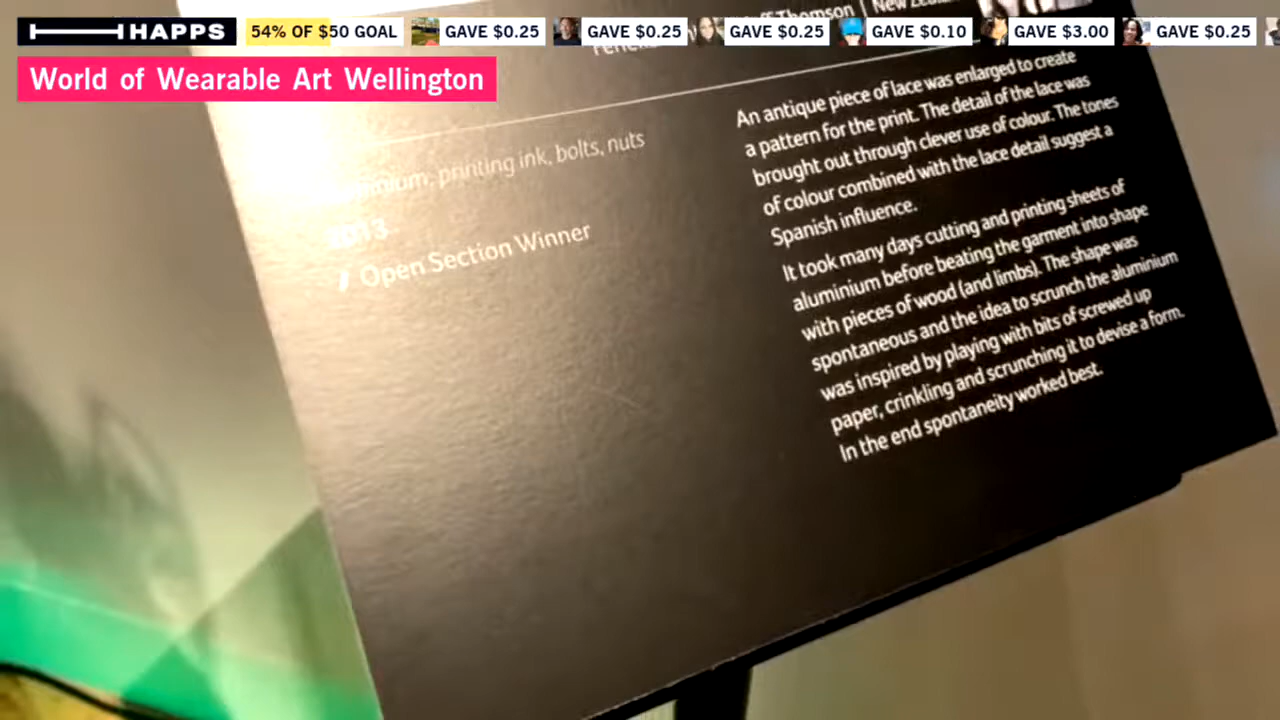 HAPPS
54% OF $50 GOAL
GAVE $0.25
GAVE $0.25
GAVE $0.25
GAVE $0.10
GAVE $3.00
GAVE $0.25
World of Wearable Art Wellington
Thomson | New
printing ink, bolts, nuts
2013
Open Section Winner
An antique piece of lace was enlarged to create
a pattern for the print. The detail of the lace was
brought out through clever use of colour. The tones
of colour combined with the lace detail suggest a
Spanish influence.
It took many days cutting and printing sheets of
aluminium before beating the garment into shape
with pieces of wood (and limbs). The shape was
spontaneous and the idea to scrunch the aluminium
was inspired by playing with bits of screwed up
paper, crinkling and scrunching it to devise a form.
In the end spontaneity worked best.